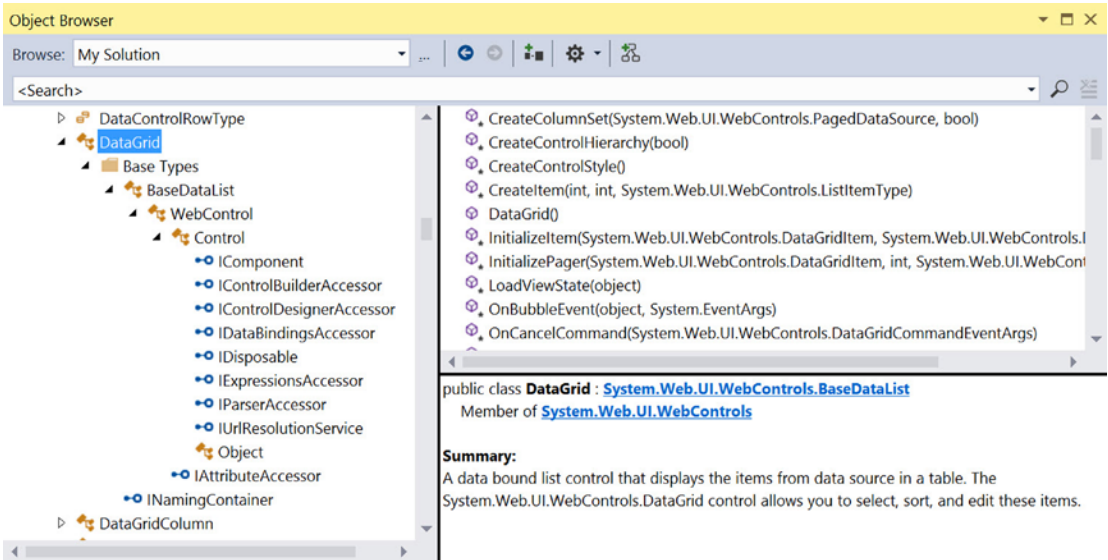 Object Browser
Browse: My Solution ...
<Search>
DataControlRowType
DataGrid
Base Types
BaseDataList
WebControl
Control
IComponent
IControlBuilderAccessor
IControlDesignerAccessor
IDataBindingsAccessor
IDisposable
IExpressionsAccessor
IParserAccessor
IUrlResolutionService
Object
IAttributeAccessor
INamingContainer
DataGridColumn
CreateColumnSet(System.Web.UI.WebControls.PagedDataSource, bool)
CreateControlHierarchy(bool)
CreateControlStyle()
CreateItem(int, int, System.Web.UI.WebControls.ListItemType)
DataGrid()
InitializeItem(System.Web.UI.WebControls.DataGridItem, System.Web.UI.WebControls.
InitializePager(System.Web.UI.WebControls.DataGridItem, int, System.Web.UI.WebCont
LoadViewState(object)
OnBubbleEvent(object, System.EventArgs)
OnCancelCommand(System.Web.UI.WebControls.DataGridCommandEventArgs)
public class DataGrid : System.Web.UI.WebControls.BaseDataList
Member of System.Web.UI.WebControls
Summary:
A data bound list control that displays the items from data source in a table. The
System.Web.UI.WebControls.DataGrid control allows you to select, sort, and edit these items.